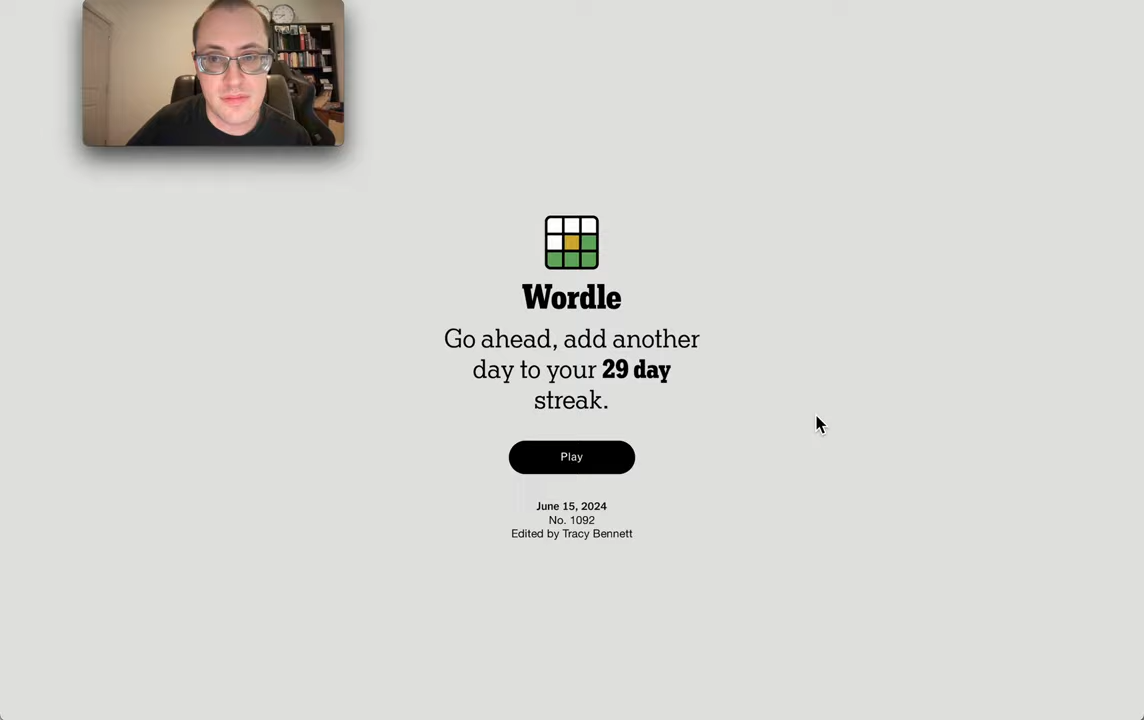 Wordle
Go ahead, add another
day to your 29 day
streak.
Play
June 15, 2024
No. 1092
Edited by Tracy Bennett